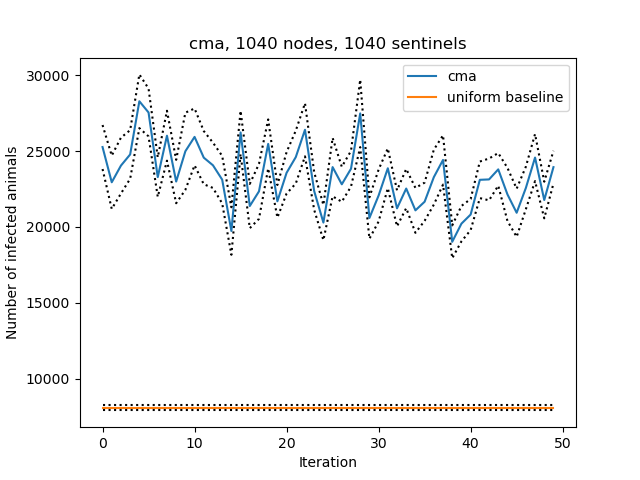 cma, 1040 nodes, 1040 sentinels
cma
uniform baseline
Number of infected animals
30000
25000
20000
15000
10000
0 10 20 30 40 50
Iteration